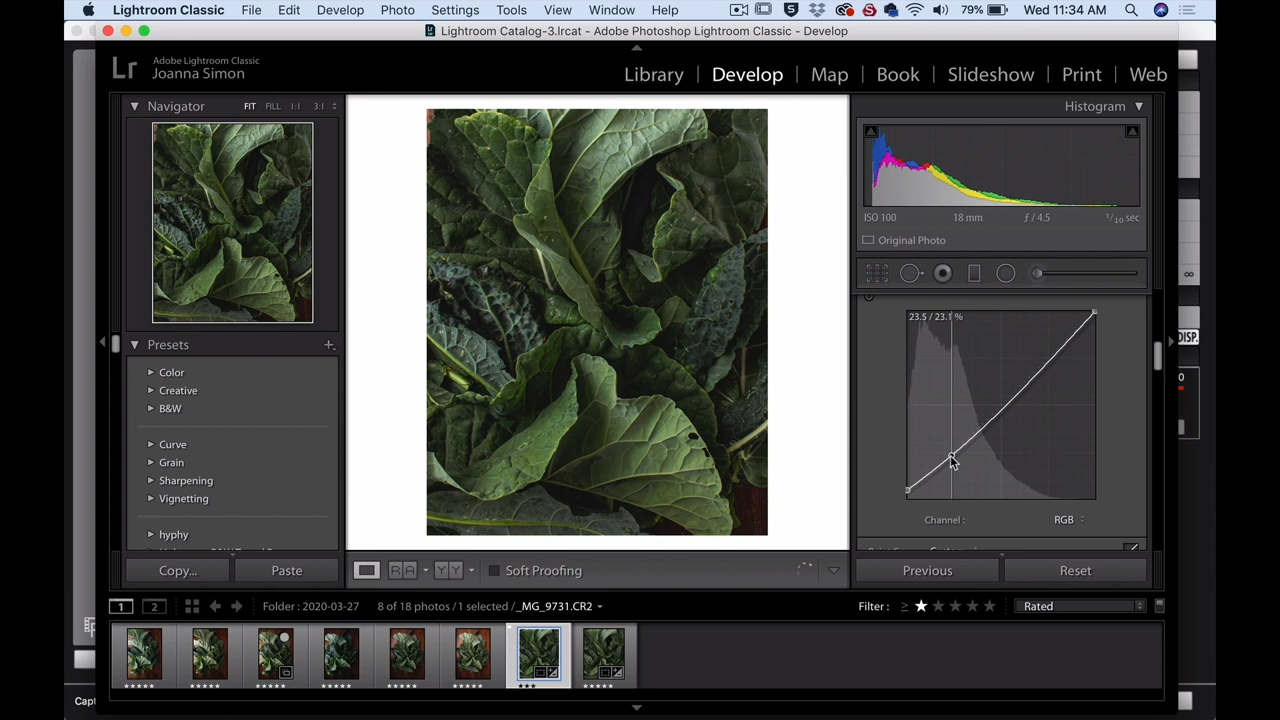 Lightroom Classic File Edit Develop Photo Settings Tools View Window Help 79% Wed 11:34 AM
Lightroom Catalog-3.lrcat - Adobe Photoshop Lightroom Classic - Develop
Lr Adobe Lightroom Classic
Joanna Simon
Library | Develop | Map | Book | Slideshow | Print | Web
Navigator FIT FILL 1:1 3:1
Histogram
ISO 100 18 mm ƒ / 4.5 1/10 sec
Original Photo
23.5 / 23.1 %
Channel : RGB
Presets +
Color
Creative
B&W
Curve
Grain
Sharpening
Vignetting
hyphy
Copy... Paste
R A Y Y Soft Proofing
Previous Reset
1 2 Folder : 2020-03-27 8 of 18 photos / 1 selected / _MG_9731.CR2
Filter : ≥ ★ ★ ★ ★ ★ Rated
DISP.
0
Capt